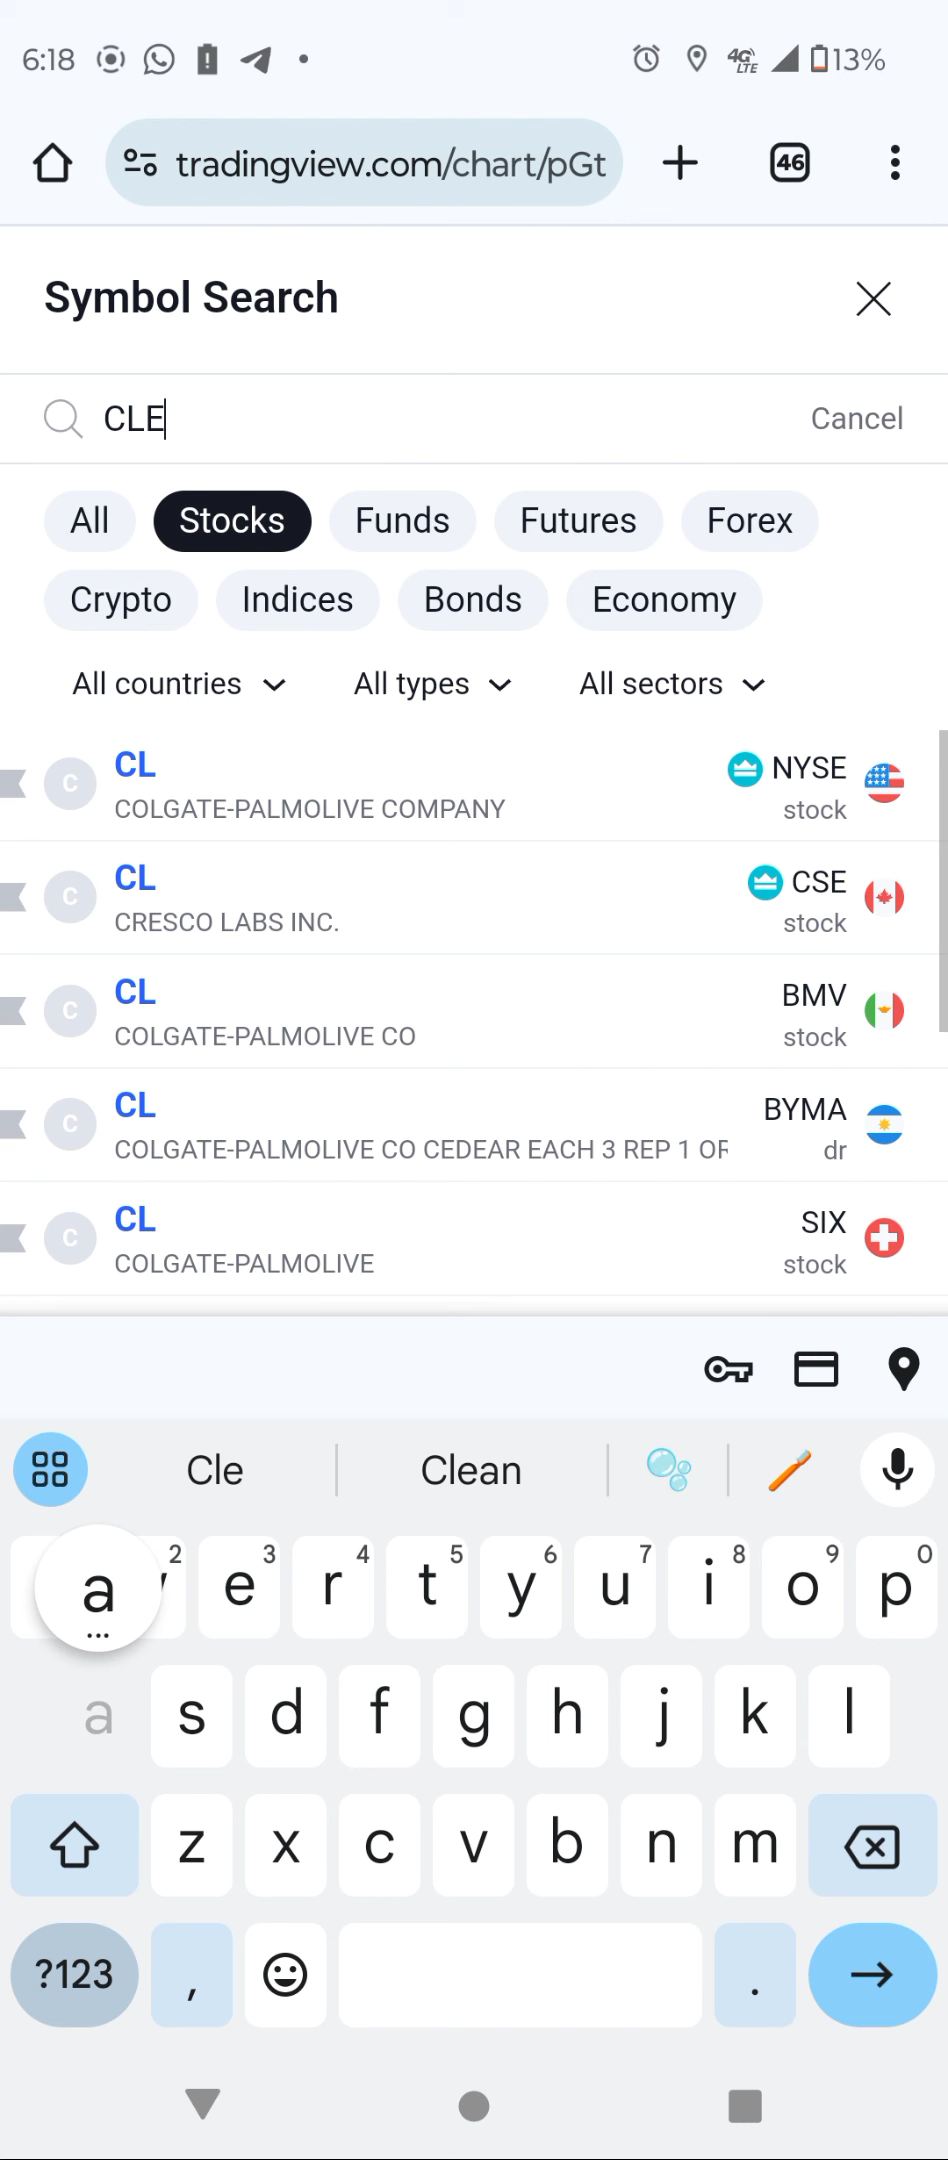 6:18 4G LTE 13%
tradingview.com/chart/pGt 46
Symbol Search
CLE Cancel
All Stocks Funds Futures Forex
Crypto Indices Bonds Economy
All countries All types All sectors
C CL NYSE
COLGATE-PALMOLIVE COMPANY stock
C CL CSE
CRESCO LABS INC. stock
C CL BMV
COLGATE-PALMOLIVE CO stock
C CL BYMA
COLGATE-PALMOLIVE CO CEDEAR EACH 3 REP 1 OR dr
C CL SIX
COLGATE-PALMOLIVE stock
Cle Clean
a ... 2 e 3 r 4 t 5 y 6 u 7 i 8 o 9 p 0
a s d f g h j k l
z x c v b n m
?123 , .